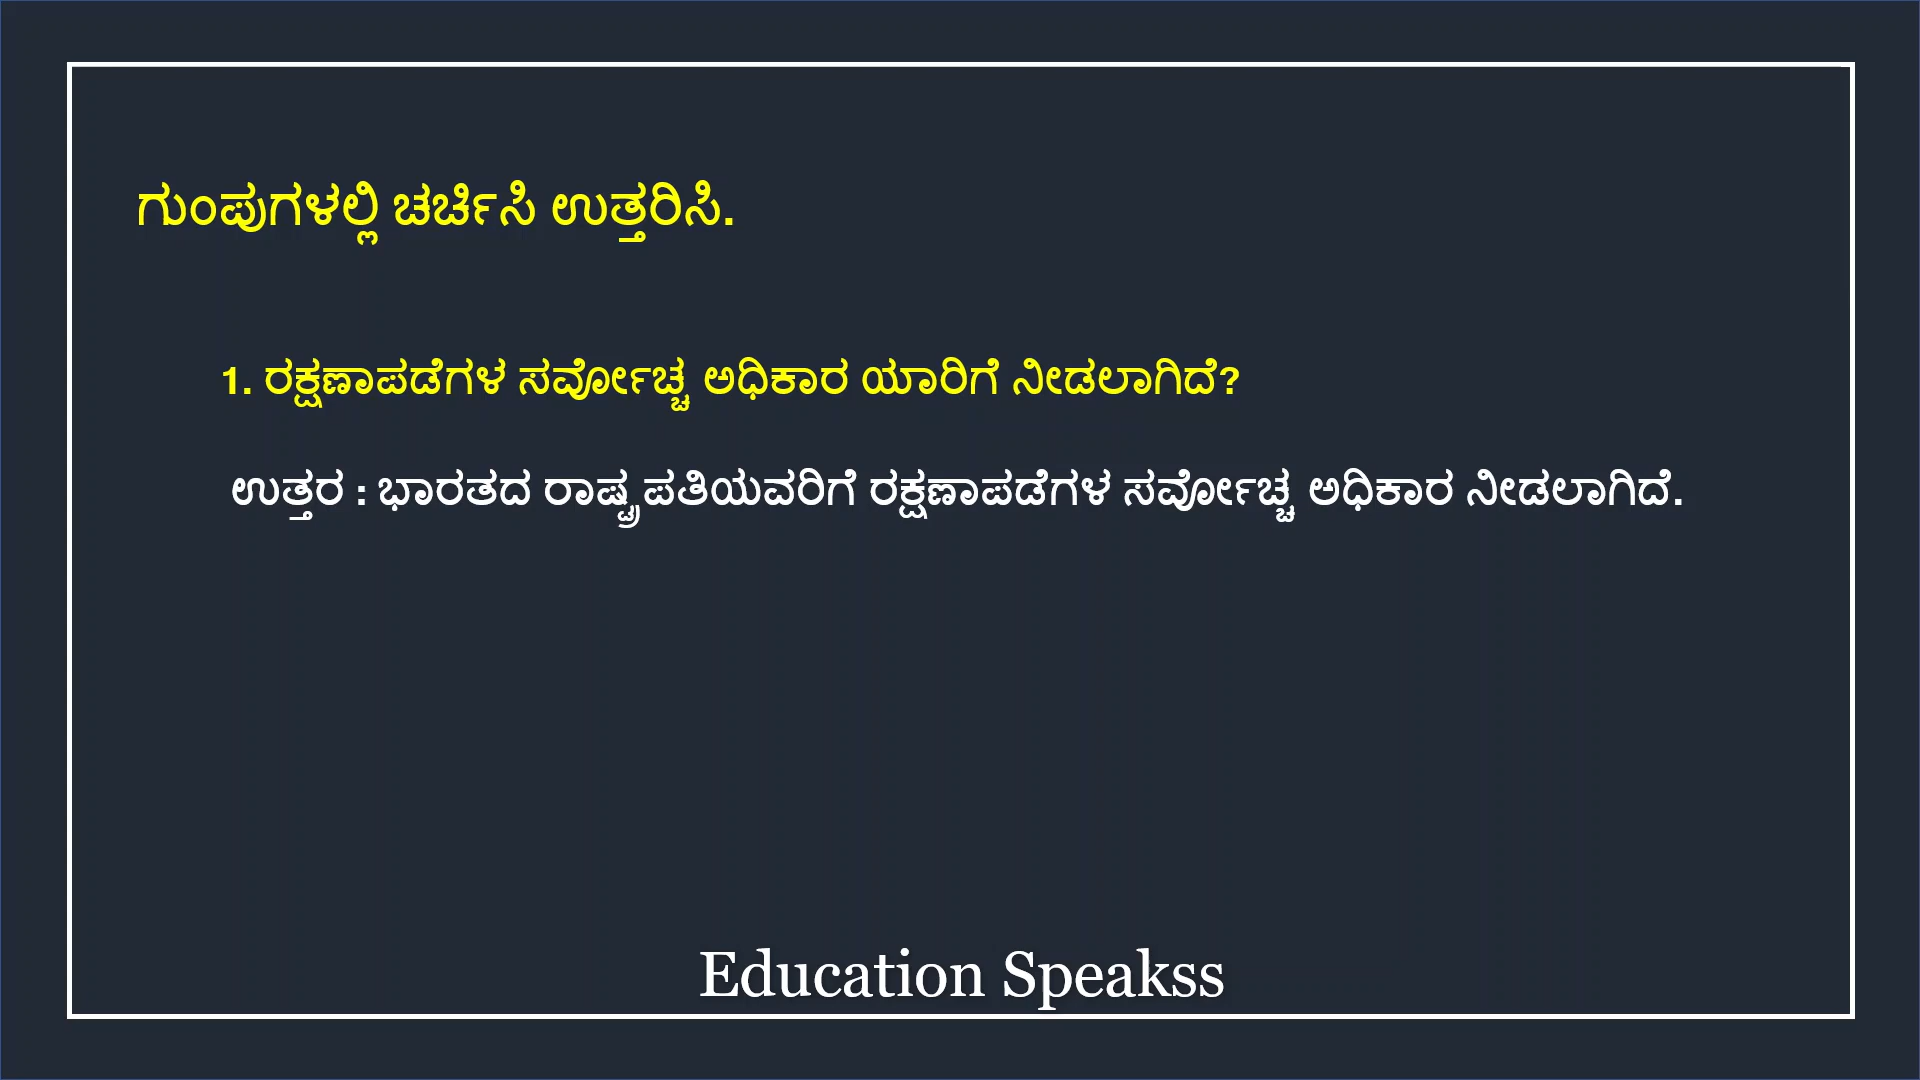 ಗುಂಪುಗಳಲ್ಲಿ ಚರ್ಚಿಸಿ ಉತ್ತರಿಸಿ.
1. ರಕ್ಷಣಾಪಡೆಗಳ ಸರ್ವೋಚ್ಚ ಅಧಿಕಾರ ಯಾರಿಗೆ ನೀಡಲಾಗಿದೆ?
ಉತ್ತರ : ಭಾರತದ ರಾಷ್ಟ್ರಪತಿಯವರಿಗೆ ರಕ್ಷಣಾಪಡೆಗಳ ಸರ್ವೋಚ್ಚ ಅಧಿಕಾರ ನೀಡಲಾಗಿದೆ.
Education Speakss